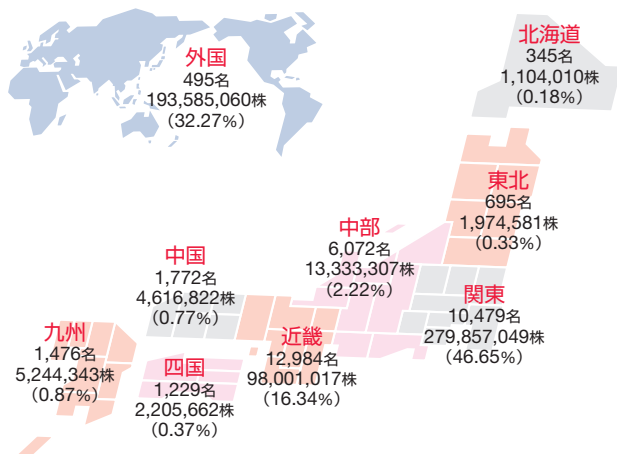 外国
495名
193,585,060株
（32.27%）
北海道
345名
1,104,010株
（0.18%）
東北
695名
1,974,581株
（0.33%）
中部
6,072名
13,333,307株
（2.22%）
中国
1,772名
4,616,822株
（0.77%）
関東
10,479名
279,857,049株
（46.65%）
九州
1,476名
5,244,343株
（0.87%）
四国
1,229名
2,205,662株
（0.37%）
近畿
12,984名
98,001,017株
（16.34%）